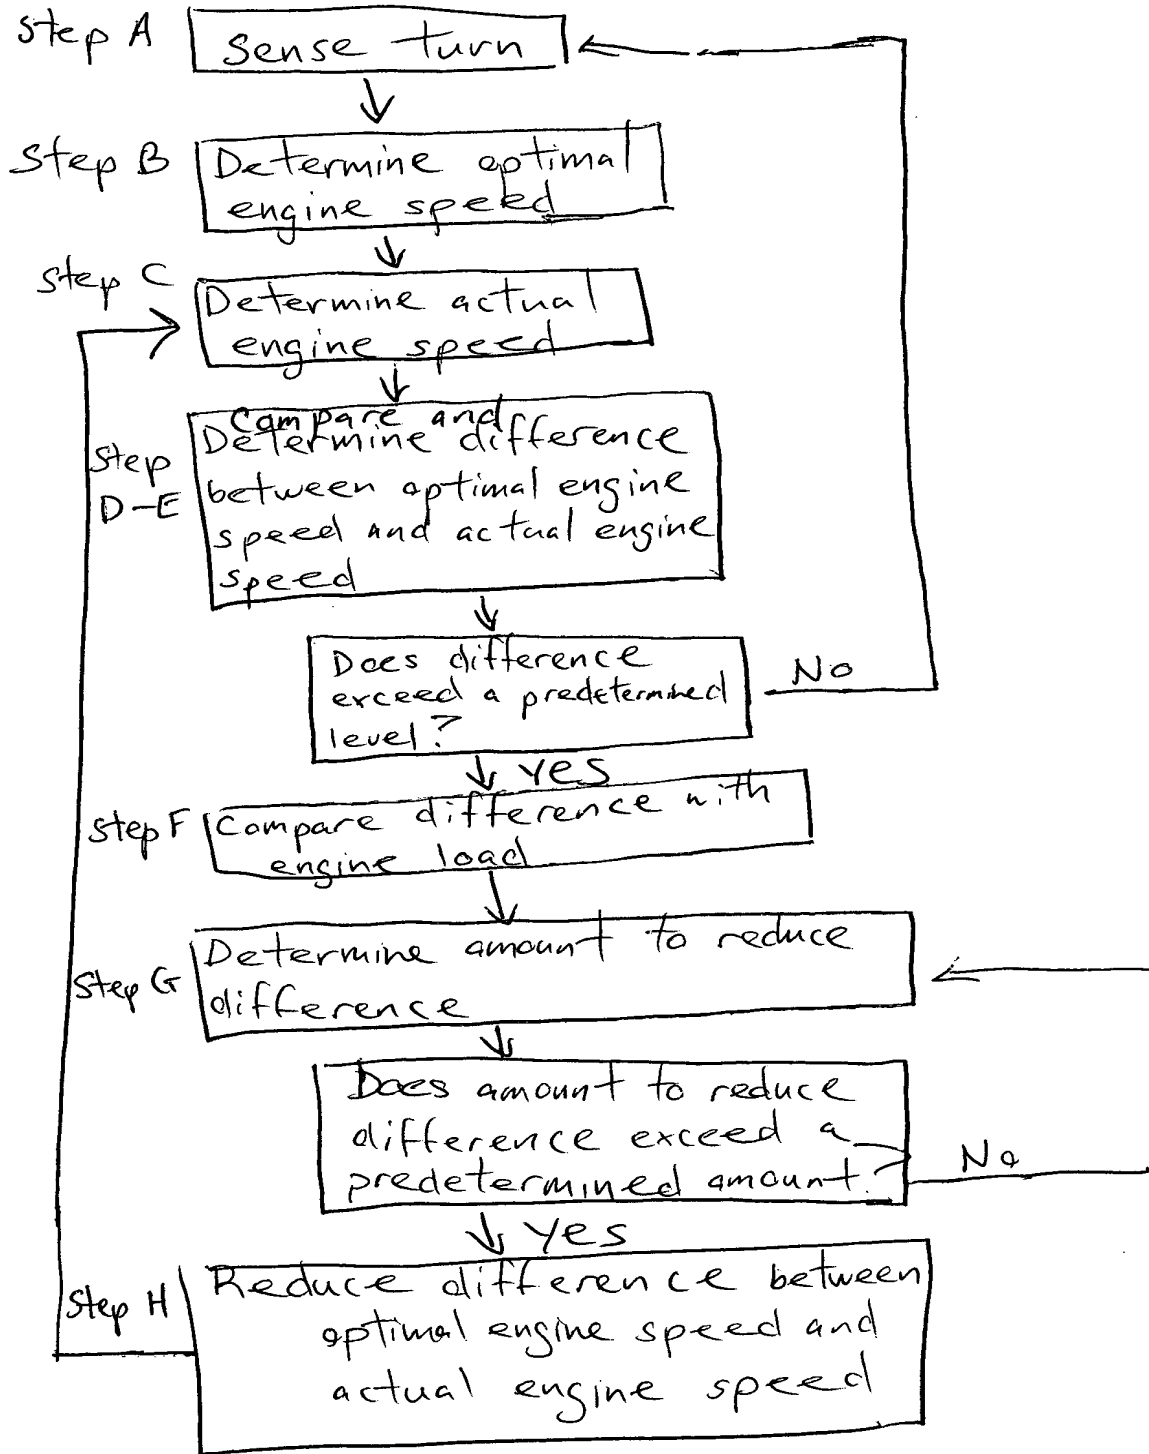 Step A
Sense turn
Step B
Determine optimal
engine speed
Step C
Determine actual
engine speed
Step
D-E
Compare and
Determine difference
between optimal engine
speed and actual engine
speed
Does difference
exceed a predetermined
level?
No
Yes
Step F
Compare difference with
engine load
Step G
Determine amount to reduce
difference
Does amount to reduce
difference exceed a
predetermined amount?
No
Yes
Step H
Reduce difference between
optimal engine speed and
actual engine speed